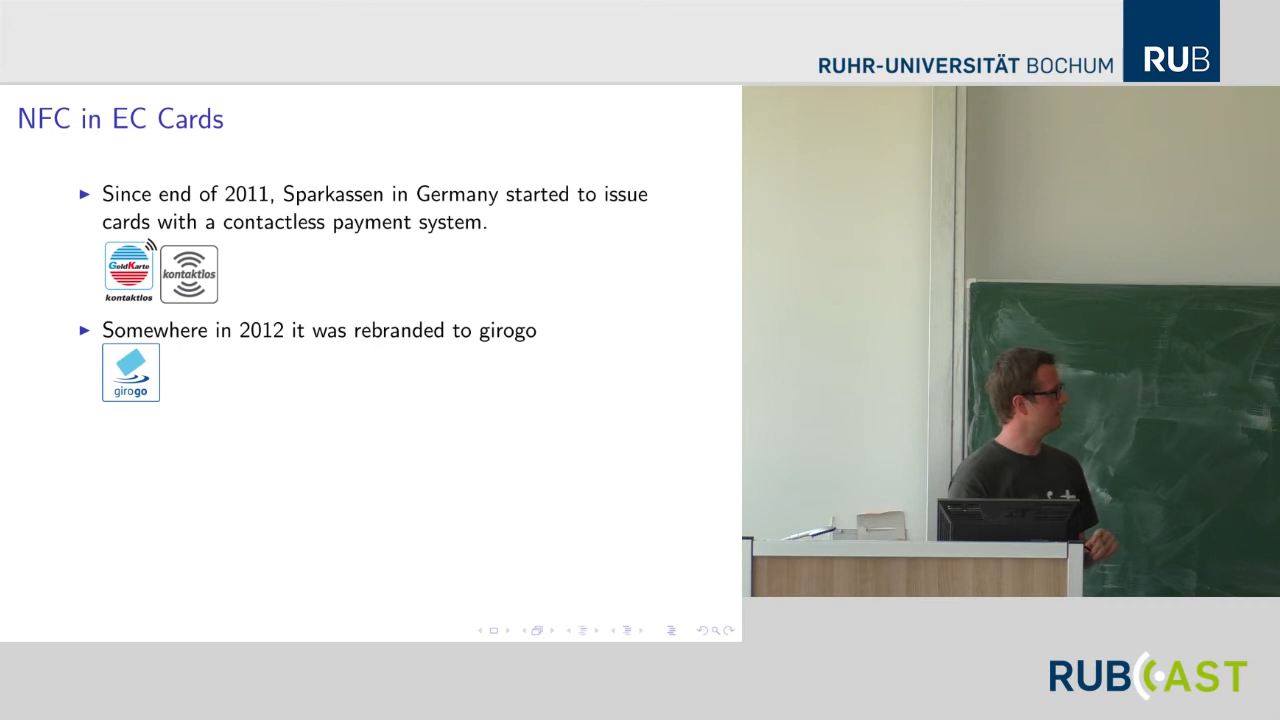 RUHR-UNIVERSITÄT BOCHUM
RUB
NFC in EC Cards
Since end of 2011, Sparkassen in Germany started to issue
cards with a contactless payment system.
GeldKarte
kontaktlos
kontaktlos
Somewhere in 2012 it was rebranded to girogo
girogo
RUBCAST